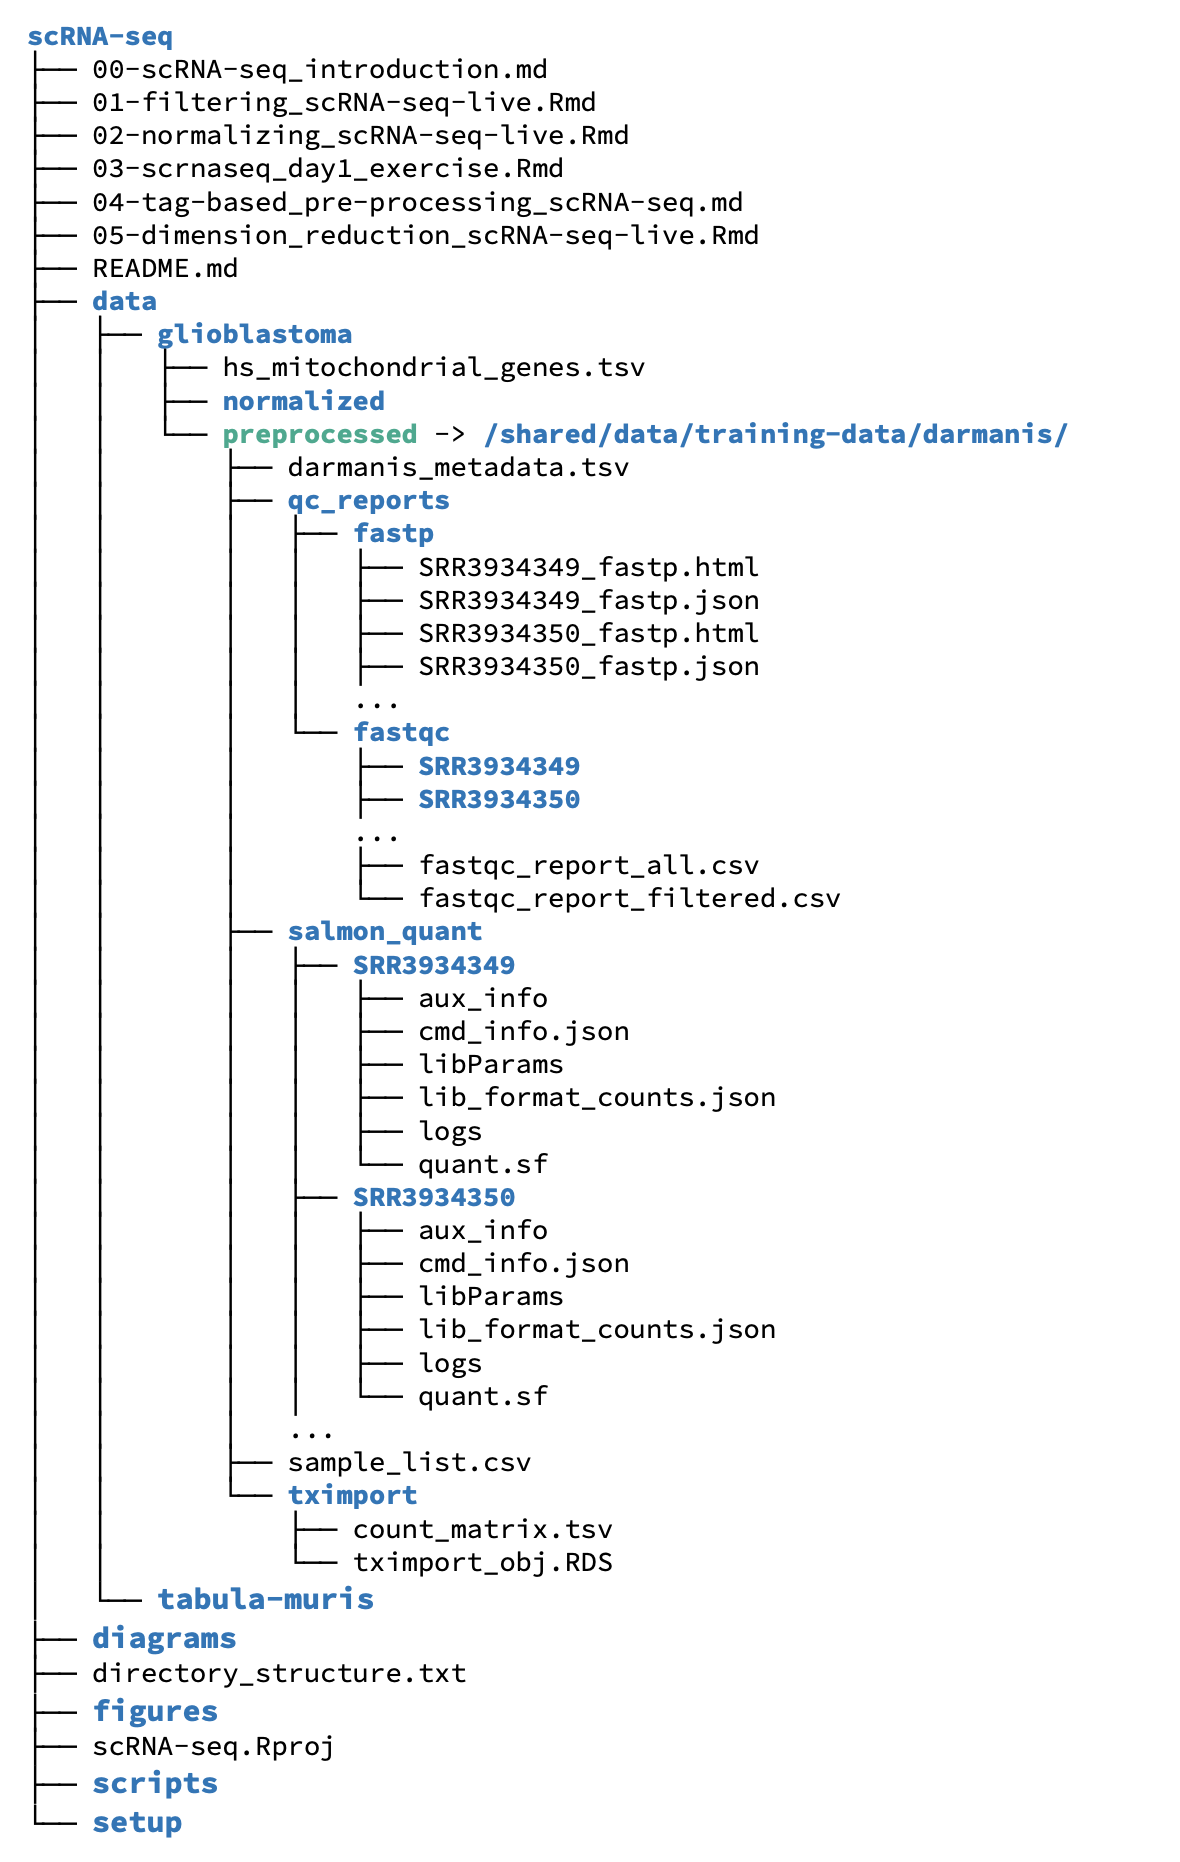 scRNA-seq
├── 00-scRNA-seq_introduction.md
├── 01-filtering_scRNA-seq-live.Rmd
├── 02-normalizing_scRNA-seq-live.Rmd
├── 03-scrnaseq_day1_exercise.Rmd
├── 04-tag-based_pre-processing_scRNA-seq.md
├── 05-dimension_reduction_scRNA-seq-live.Rmd
├── README.md
├── data
│   ├── glioblastoma
│   │   ├── hs_mitochondrial_genes.tsv
│   │   ├── normalized
│   │   └── preprocessed -> /shared/data/training-data/darmanis/
│   │       ├── darmanis_metadata.tsv
│   │       ├── qc_reports
│   │       │   ├── fastp
│   │       │   │   ├── SRR3934349_fastp.html
│   │       │   │   ├── SRR3934349_fastp.json
│   │       │   │   ├── SRR3934350_fastp.html
│   │       │   │   ├── SRR3934350_fastp.json
│   │       │   │   ...
│   │       │   └── fastqc
│   │       │       ├── SRR3934349
│   │       │       ├── SRR3934350
│   │       │       ...
│   │       │       ├── fastqc_report_all.csv
│   │       │       └── fastqc_report_filtered.csv
│   │       ├── salmon_quant
│   │       │   ├── SRR3934349
│   │       │   │   ├── aux_info
│   │       │   │   ├── cmd_info.json
│   │       │   │   ├── libParams
│   │       │   │   ├── lib_format_counts.json
│   │       │   │   ├── logs
│   │       │   │   └── quant.sf
│   │       │   ├── SRR3934350
│   │       │   │   ├── aux_info
│   │       │   │   ├── cmd_info.json
│   │       │   │   ├── libParams
│   │       │   │   ├── lib_format_counts.json
│   │       │   │   ├── logs
│   │       │   │   └── quant.sf
│   │       │   ...
│   │       ├── sample_list.csv
│   │       └── tximport
│   │           ├── count_matrix.tsv
│   │           └── tximport_obj.RDS
│   └── tabula-muris
├── diagrams
├── directory_structure.txt
├── figures
├── scRNA-seq.Rproj
├── scripts
└── setup